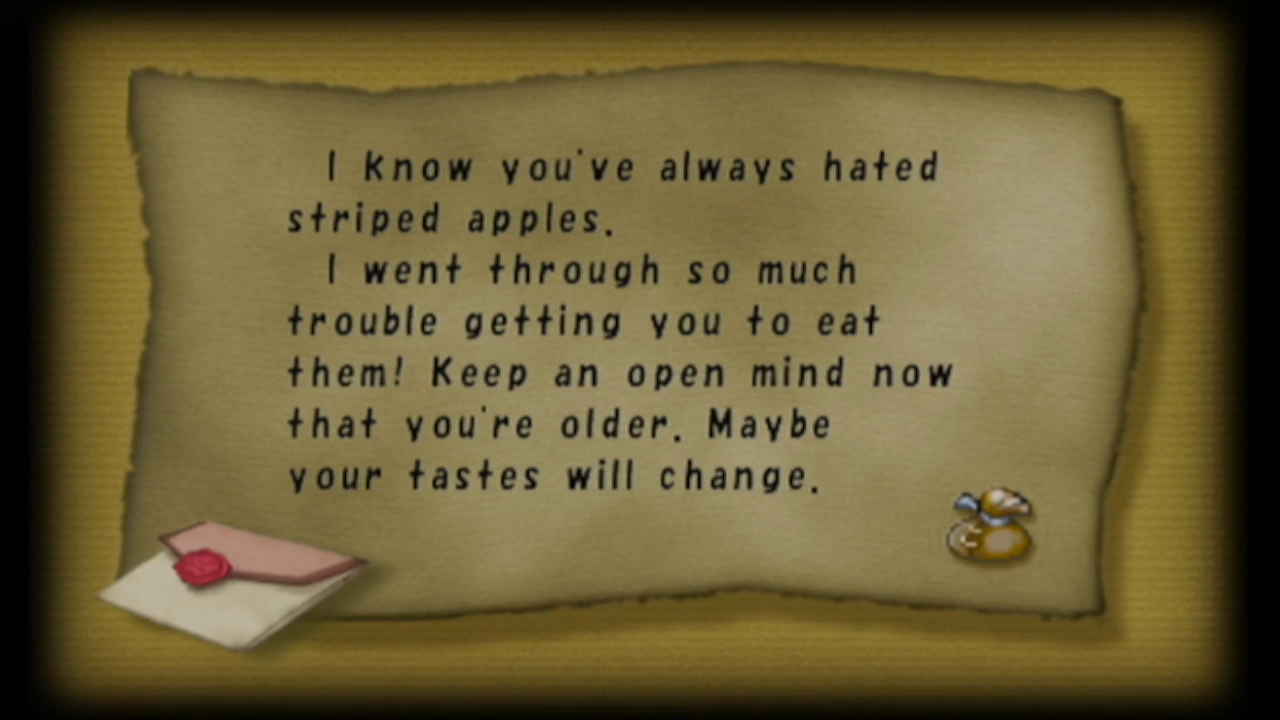 I know you've always hated
striped apples.
I went through so much
trouble getting you to eat
them! Keep an open mind now
that you're older. Maybe
your tastes will change.